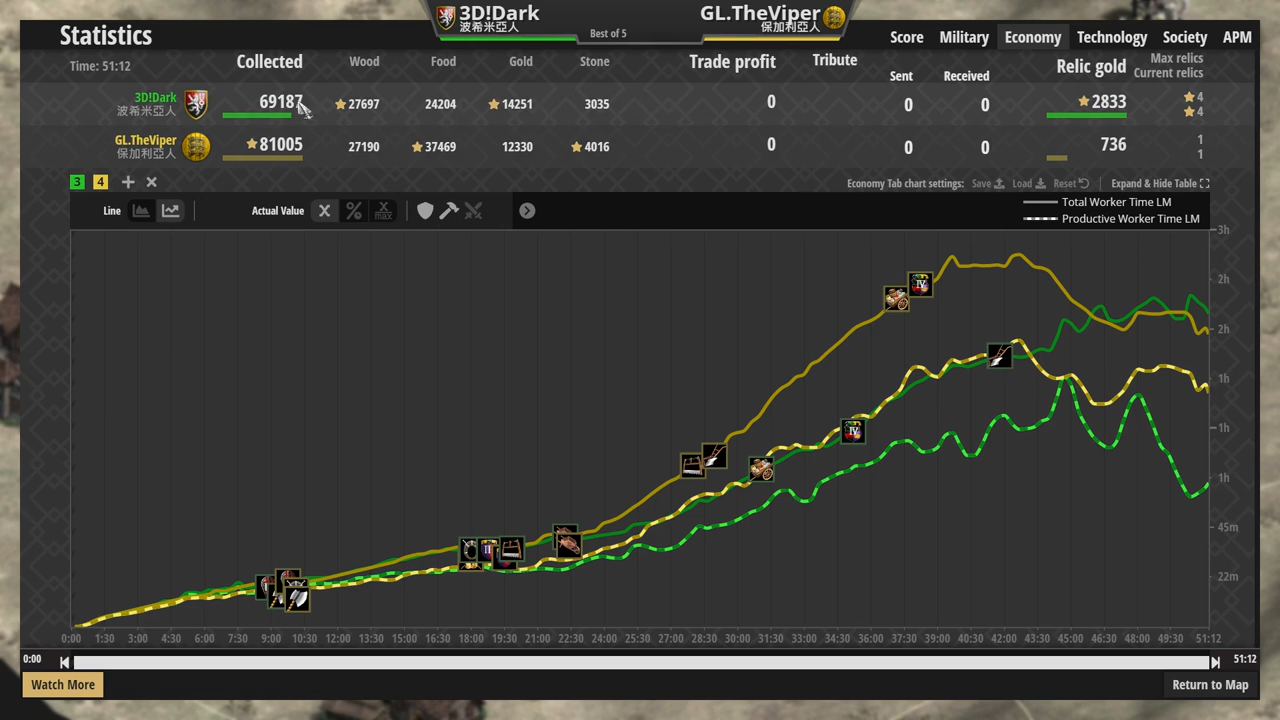 3D!Dark
波希米亞人
Best of 5
GL.TheViper
保加利亞人
Statistics
Score Military Economy Technology Society APM
Time: 51:12
Collected Wood Food Gold Stone Trade profit Tribute Sent Received Relic gold Max relics
Current relics
3D!Dark
波希米亞人
69187 27697 24204 14251 3035 0 0 0 2833 4
4
GL.TheViper
保加利亞人
81005 27190 37469 12330 4016 0 0 0 736 1
1
3 4
Economy Tab chart settings: Save Load Reset Expand & Hide Table
Line Actual Value X % x max
Total Worker Time LM
Productive Worker Time LM
3h
2h
2h
1h
1h
1h
45m
22m
IV
IV
II
0:00 1:30 3:00 4:30 6:00 7:30 9:00 10:30 12:00 13:30 15:00 16:30 18:00 19:30 21:00 22:30 24:00 25:30 27:00 28:30 30:00 31:30 33:00 34:30 36:00 37:30 39:00 40:30 42:00 43:30 45:00 46:30 48:00 49:30 51:12
0:00 51:12
Watch More Return to Map